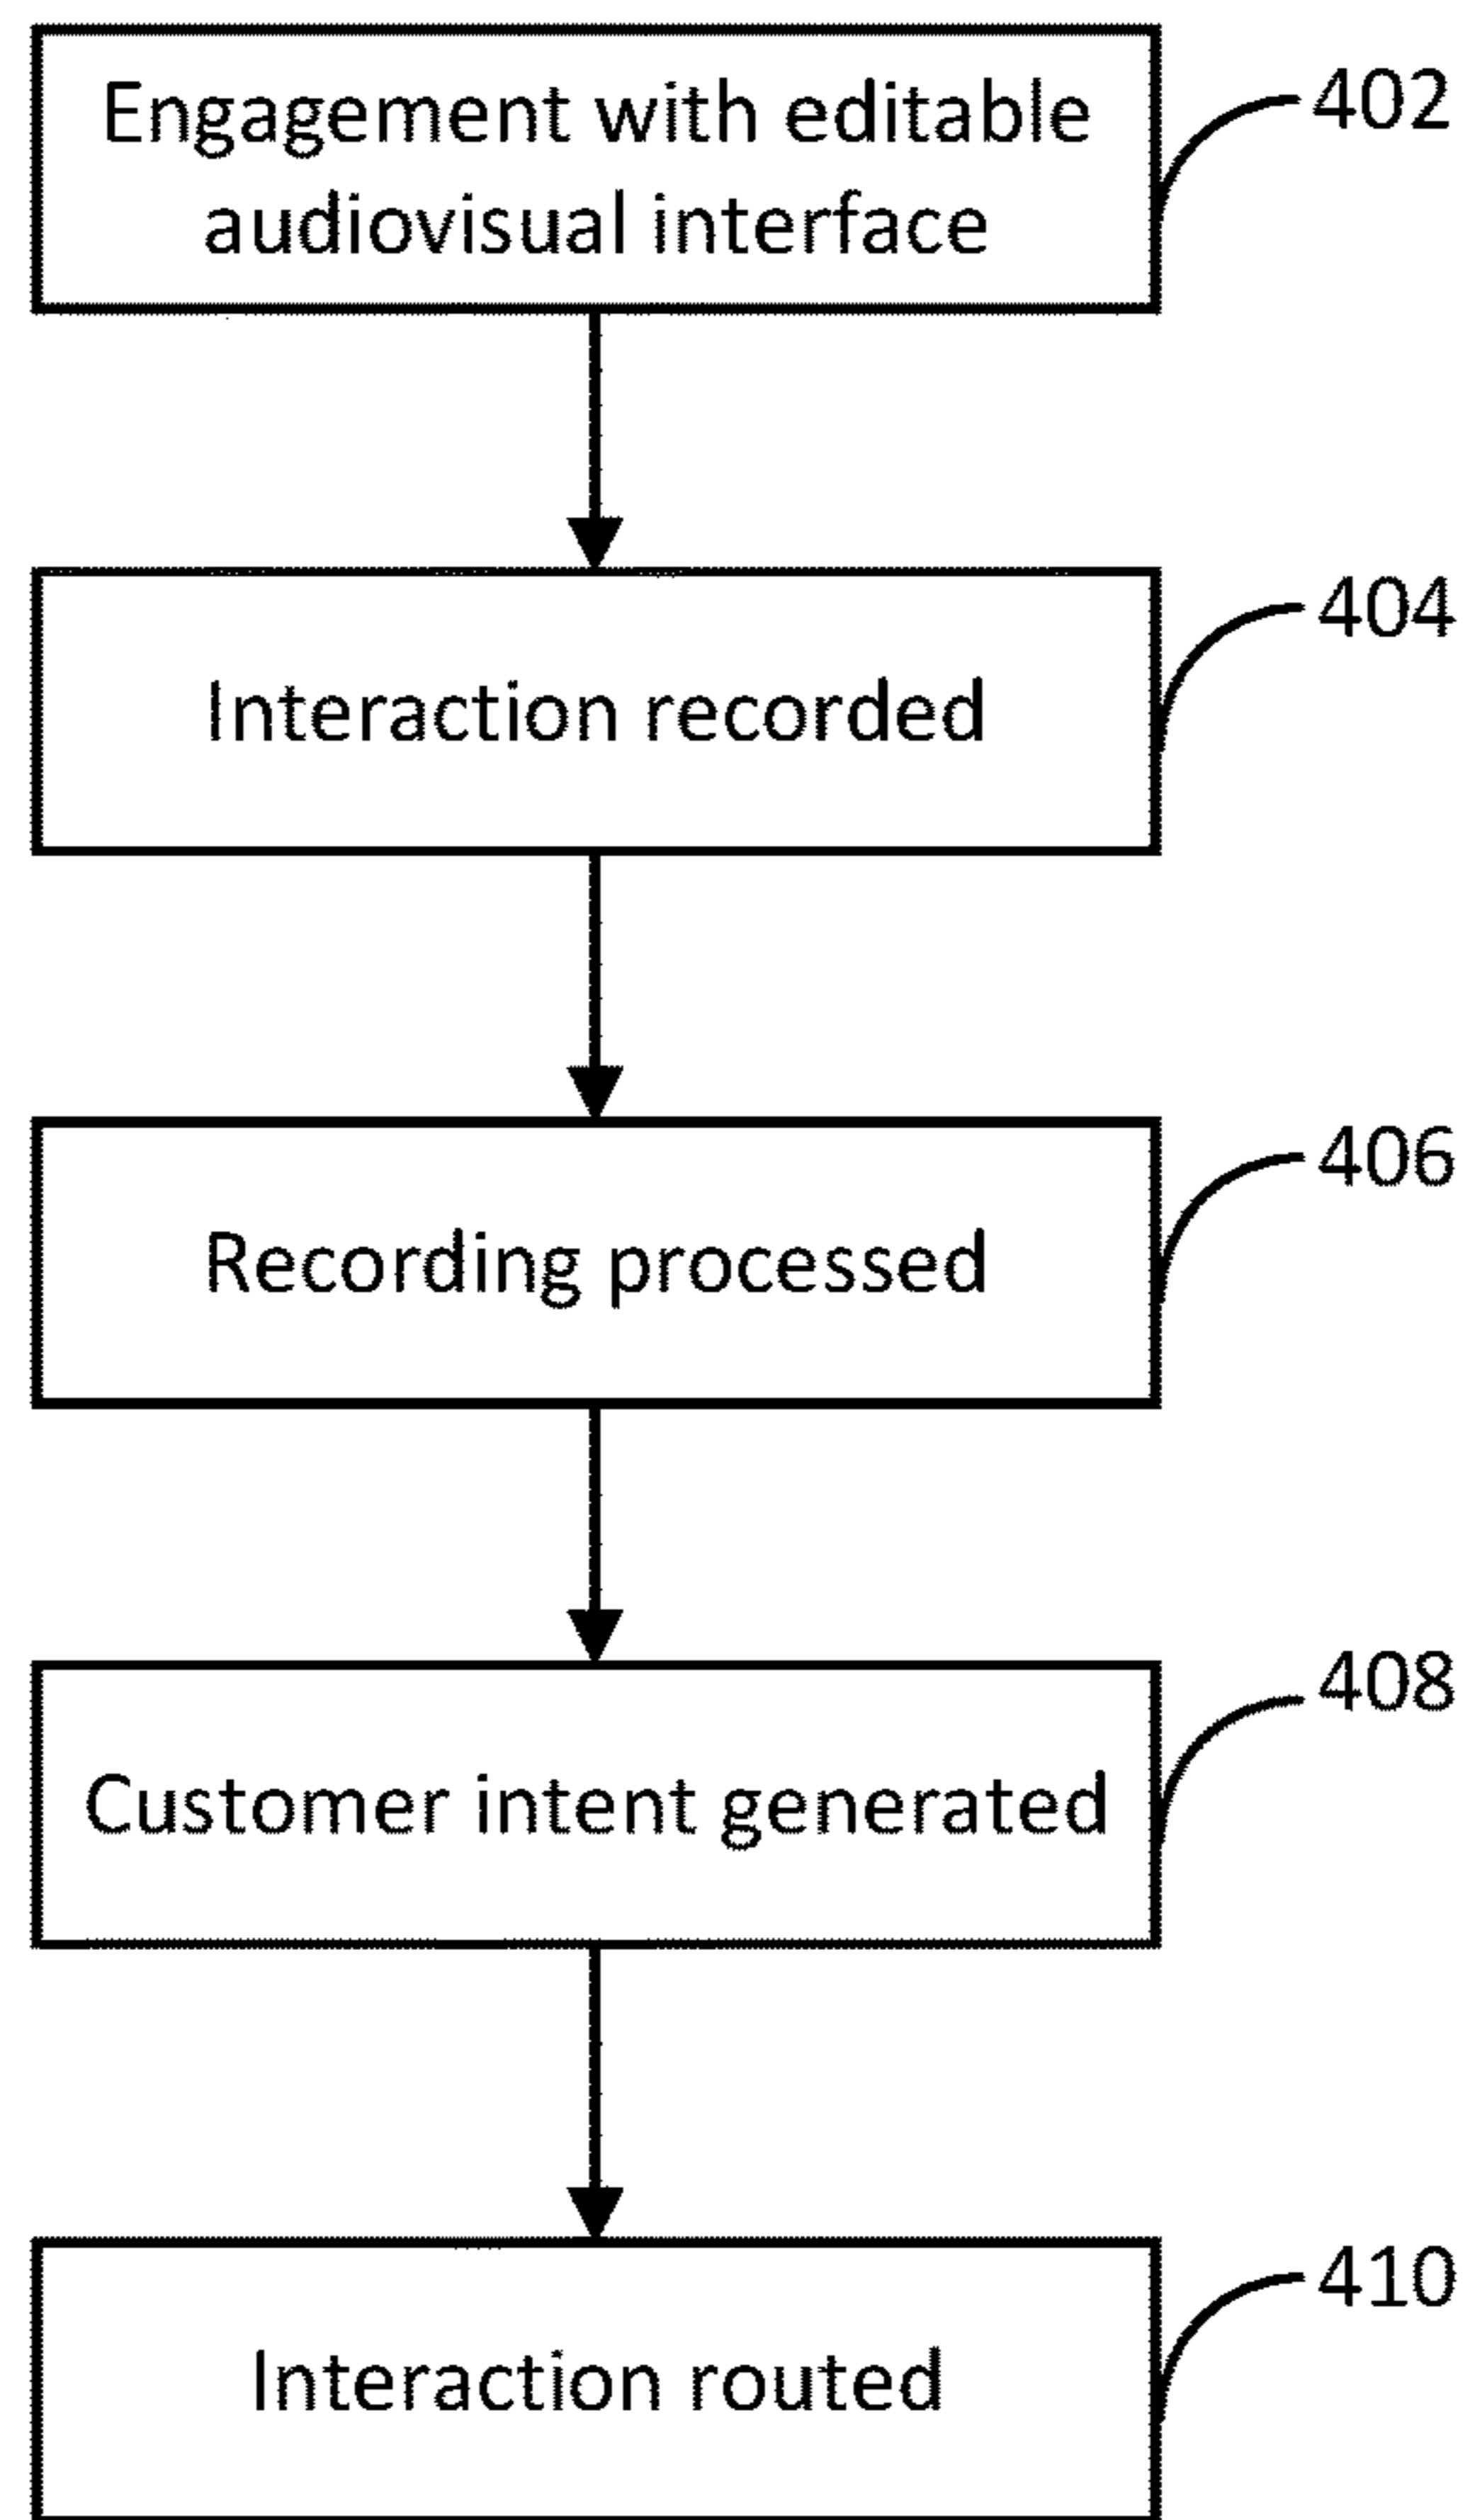 Engagement with editable
audiovisual interface
402
Interaction recorded
404
Recording processed
406
Customer intent generated
408
Interaction routed
410